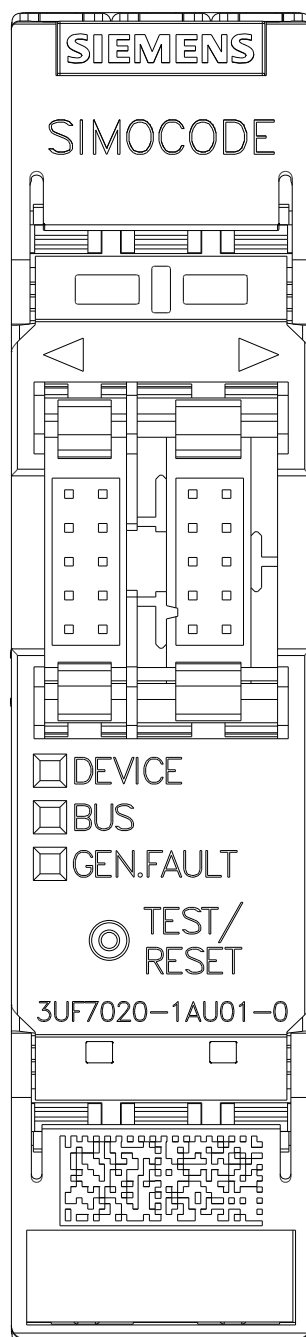 SIEMENS
SIMOCODE
DEVICE
BUS
GEN.FAULT
TEST/
RESET
3UF7020-1AU01-0